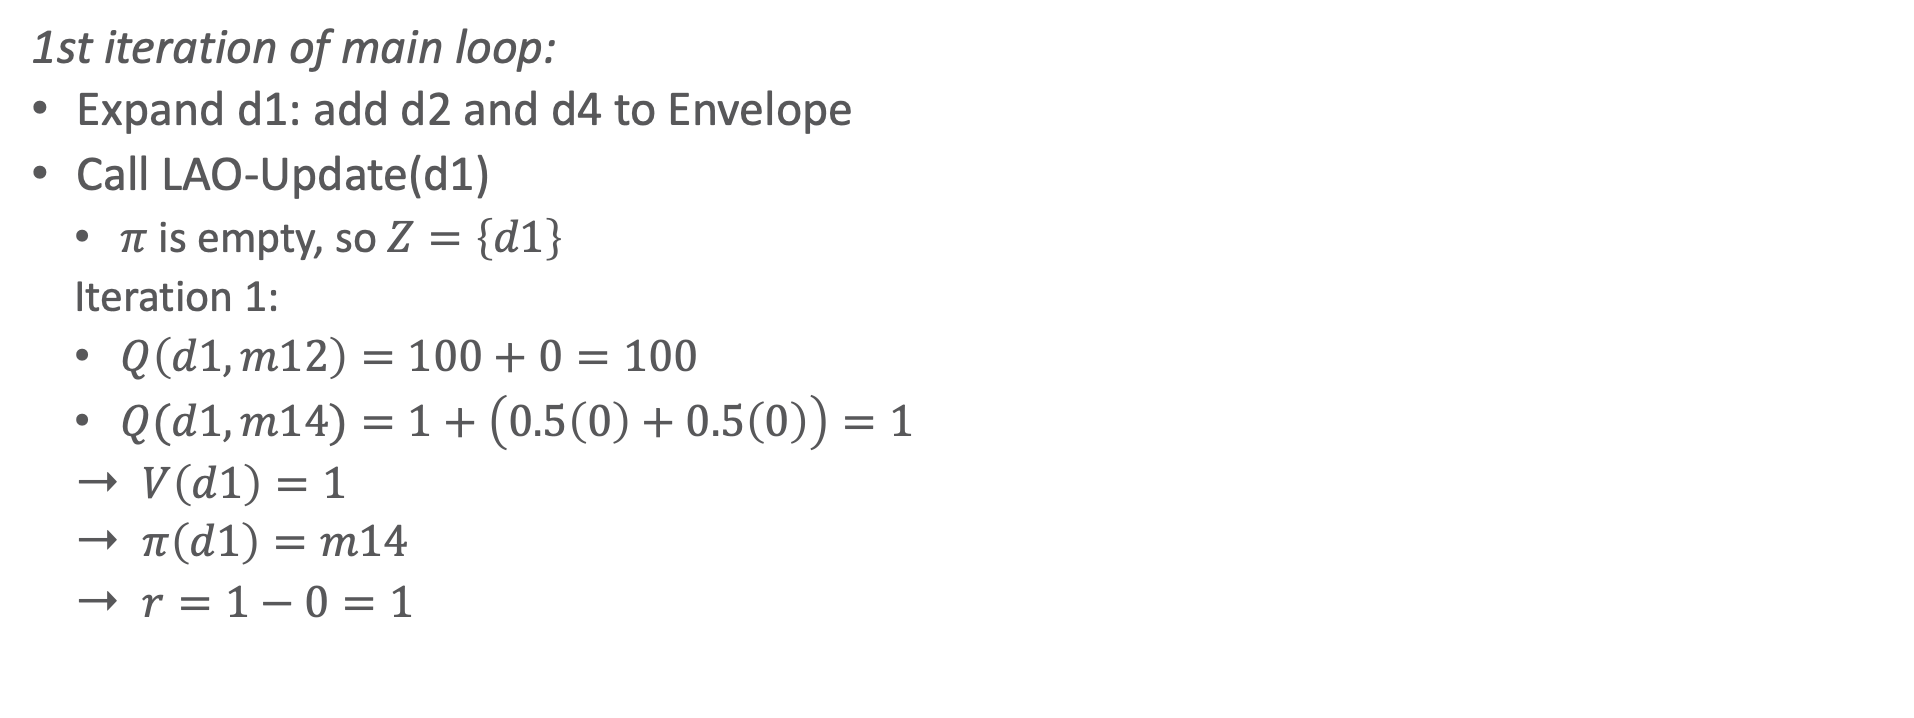 1st iteration of main loop:
• Expand d1: add d2 and d4 to Envelope
• Call LAO-Update(d1)
• π is empty, so Z = {d1}
Iteration 1:
• Q(d1, m12) = 100 + 0 = 100
• Q(d1, m14) = 1 + (0.5(0) + 0.5(0)) = 1
→ V(d1) = 1
→ π(d1) = m14
→ r = 1 − 0 = 1